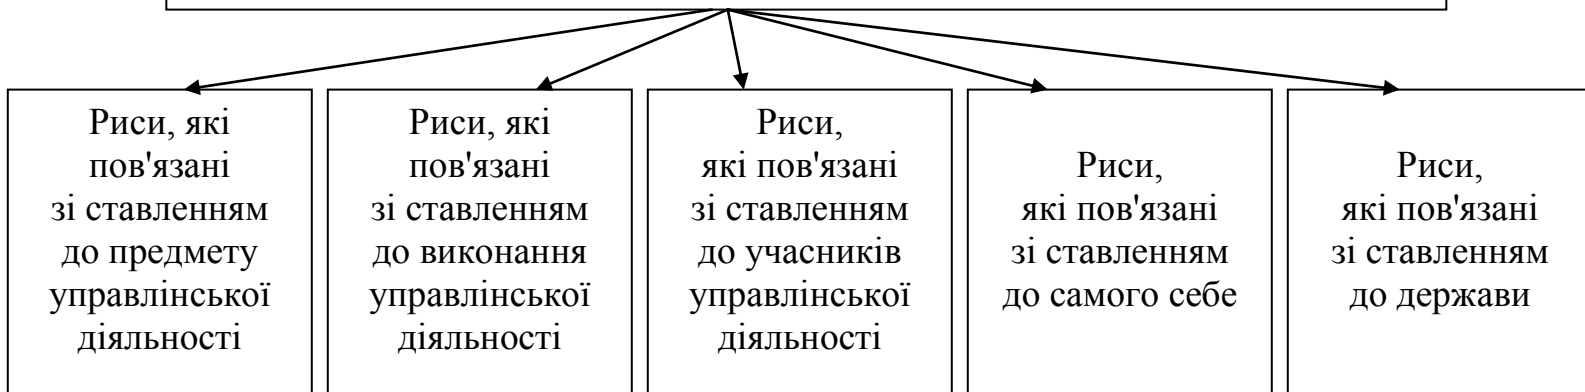 Риси, які
пов'язані
зі ставленням
до предмету
управлінської
діяльності
Риси, які
пов'язані
зі ставленням
до виконання
управлінської
діяльності
Риси,
які пов'язані
зі ставленням
до учасників
управлінської
діяльності
Риси,
які пов'язані
зі ставленням
до самого себе
Риси,
які пов'язані
зі ставленням
до держави